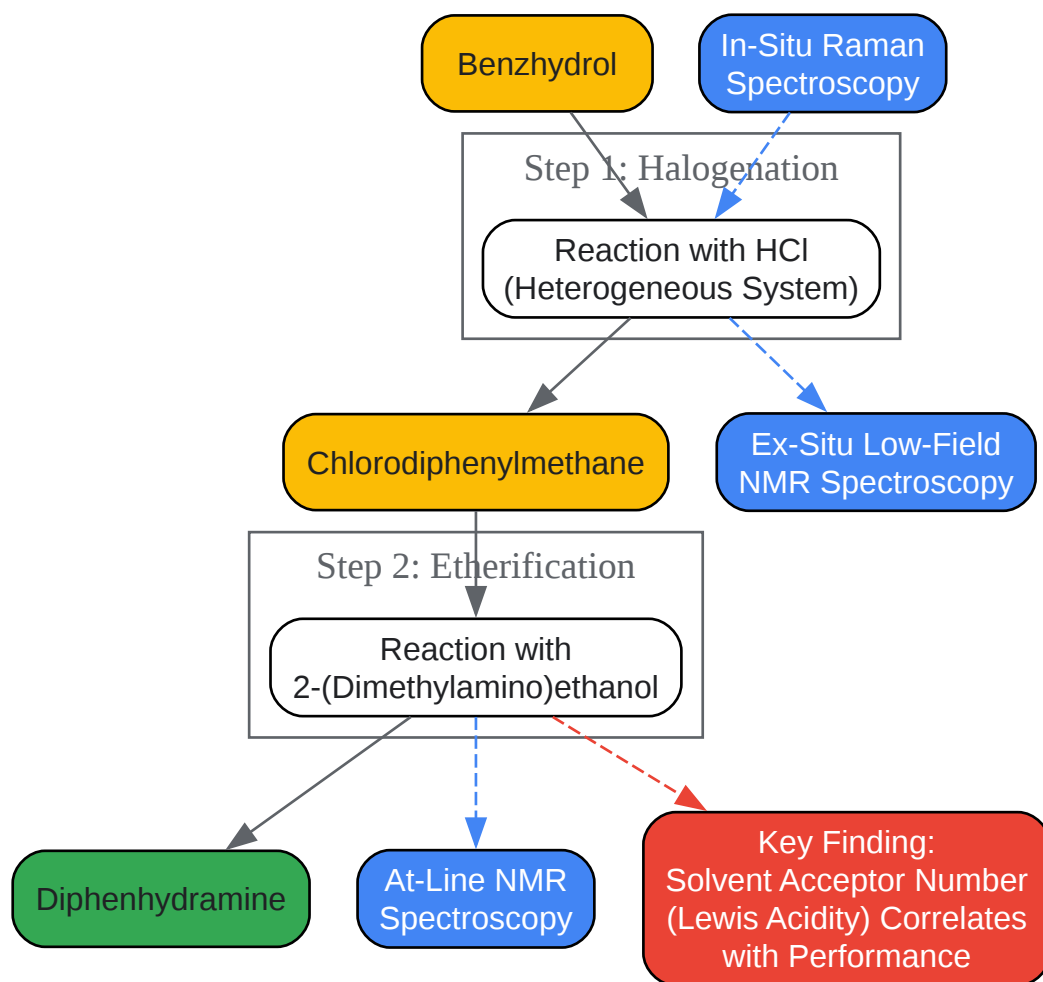 Benzhydrol
In-Situ Raman
Spectroscopy
Step 1: Halogenation
Reaction with HCl
(Heterogeneous System)
Chlorodiphenylmethane
Ex-Situ Low-Field
NMR Spectroscopy
Step 2: Etherification
Reaction with
2-(Dimethylamino)ethanol
Diphenhydramine
At-Line NMR
Spectroscopy
Key Finding:
Solvent Acceptor Number
(Lewis Acidity) Correlates
with Performance